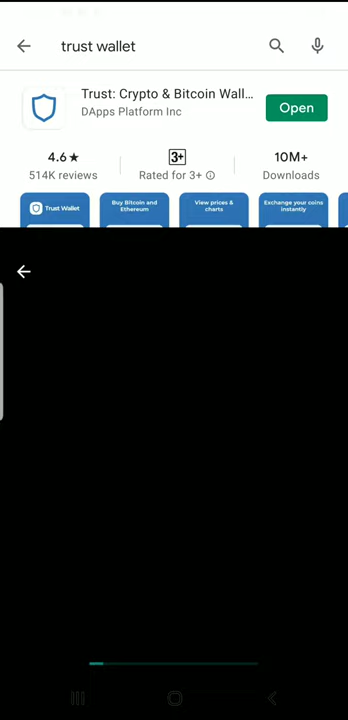 trust wallet
Trust: Crypto & Bitcoin Wall...
DApps Platform Inc
Open
4.6★
3+
10M+
514K reviews
Rated for 3+
Downloads
Trust Wallet
Buy Bitcoin and
Ethereum
View prices &
charts
Exchange your coins
instantly